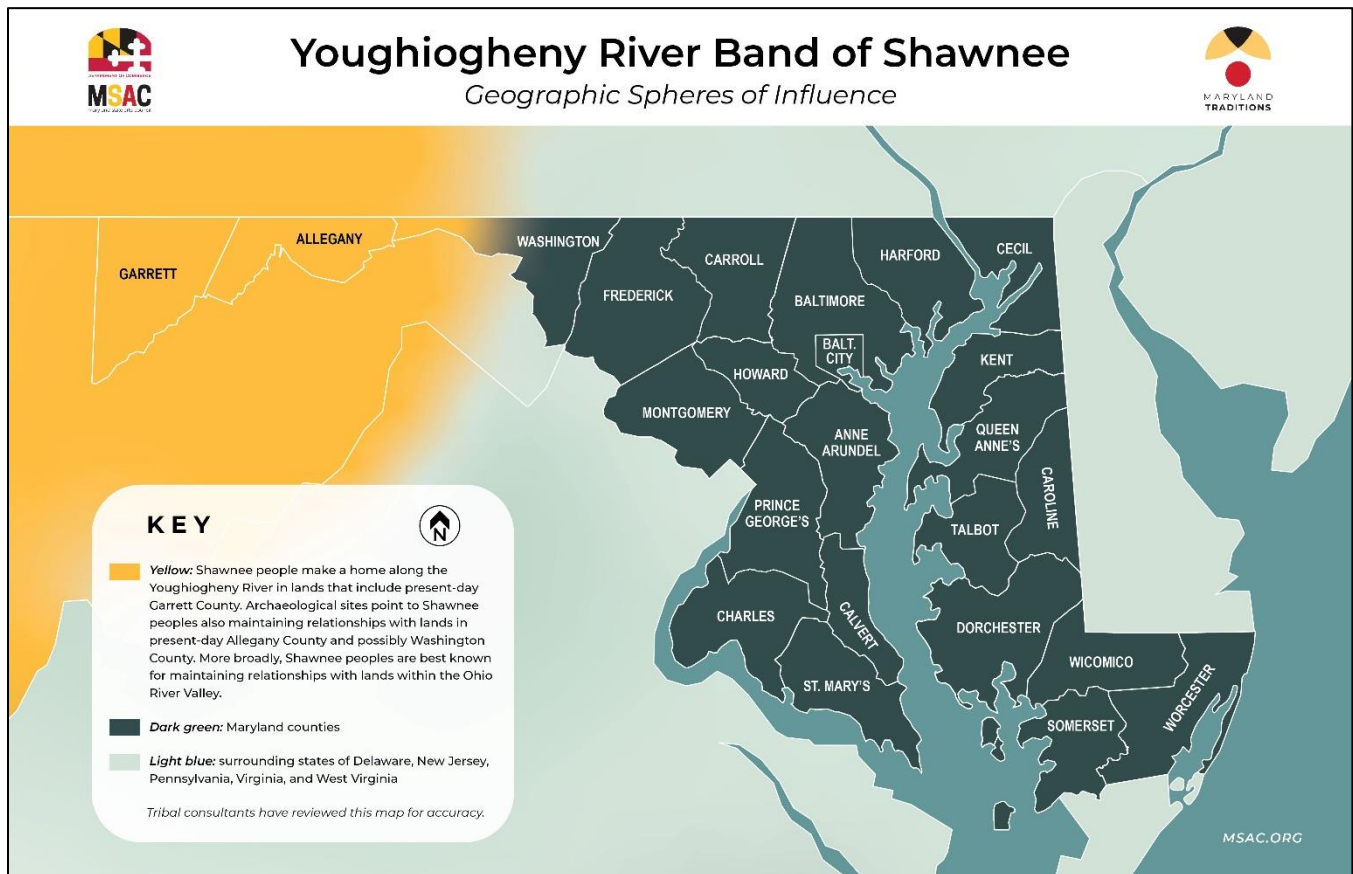 Youghiogheny River Band of Shawnee
Geographic Spheres of Influence
MSAC
MARYLAND
TRADITIONS
GARRETT
ALLEGANY
WASHINGTON
FREDERICK
CARROLL
BALTIMORE
HARFORD
CECIL
BALT.
CITY
HOWARD
KENT
MONTGOMERY
ANNE
ARUNDEL
QUEEN
ANNE'S
CAROLINE
PRINCE
GEORGE'S
TALBOT
CHARLES
CALVERT
DORCHESTER
ST. MARY'S
WICOMICO
SOMERSET
WORCESTER
KEY
N
Yellow: Shawnee people make a home along the
Youghiogheny River in lands that include present-day
Garrett County. Archaeological sites point to Shawnee
peoples also maintaining relationships with lands in
present-day Allegany County and possibly Washington
County. More broadly, Shawnee peoples are best known
for maintaining relationships with lands within the Ohio
River Valley.
Dark green: Maryland counties
Light blue: surrounding states of Delaware, New Jersey,
Pennsylvania, Virginia, and West Virginia
Tribal consultants have reviewed this map for accuracy.
MSAC.ORG